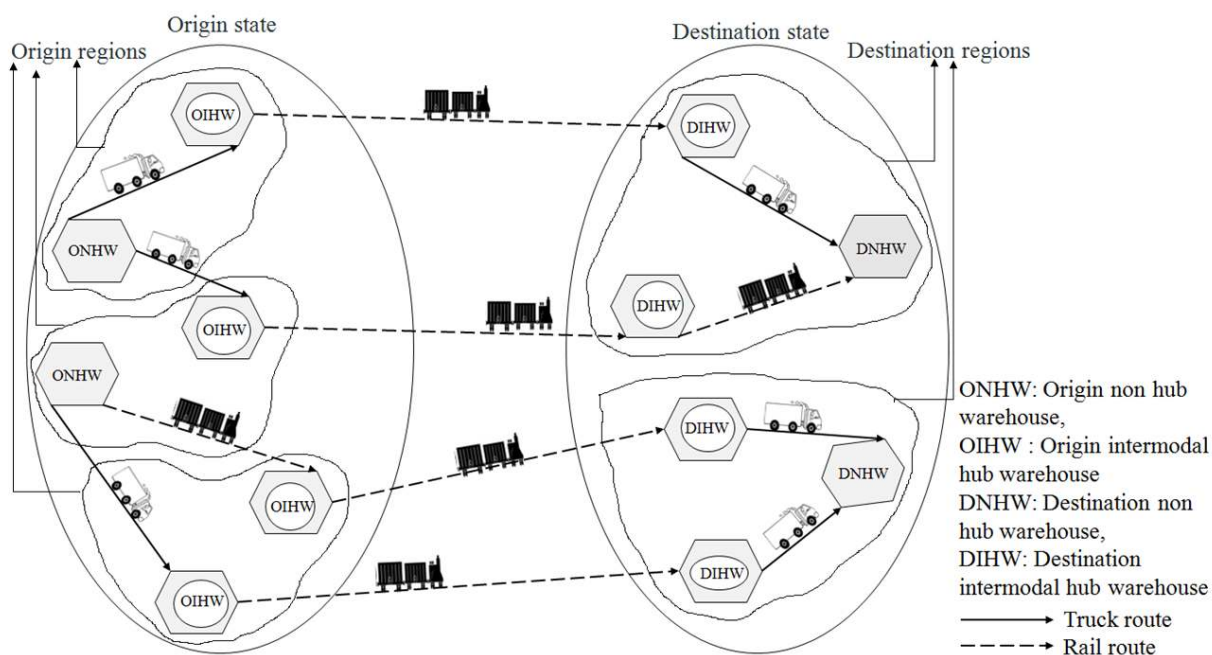 Origin state
Destination state
Origin regions
Destination regions
OIHW
DIHW
ONHW
DNHW
DIHW
OIHW
ONHW
DIHW
DNHW
OIHW
DIHW
OIHW
ONHW: Origin non hub
warehouse,
OIHW : Origin intermodal
hub warehouse
DNHW: Destination non
hub warehouse,
DIHW: Destination
intermodal hub warehouse
Truck route
Rail route